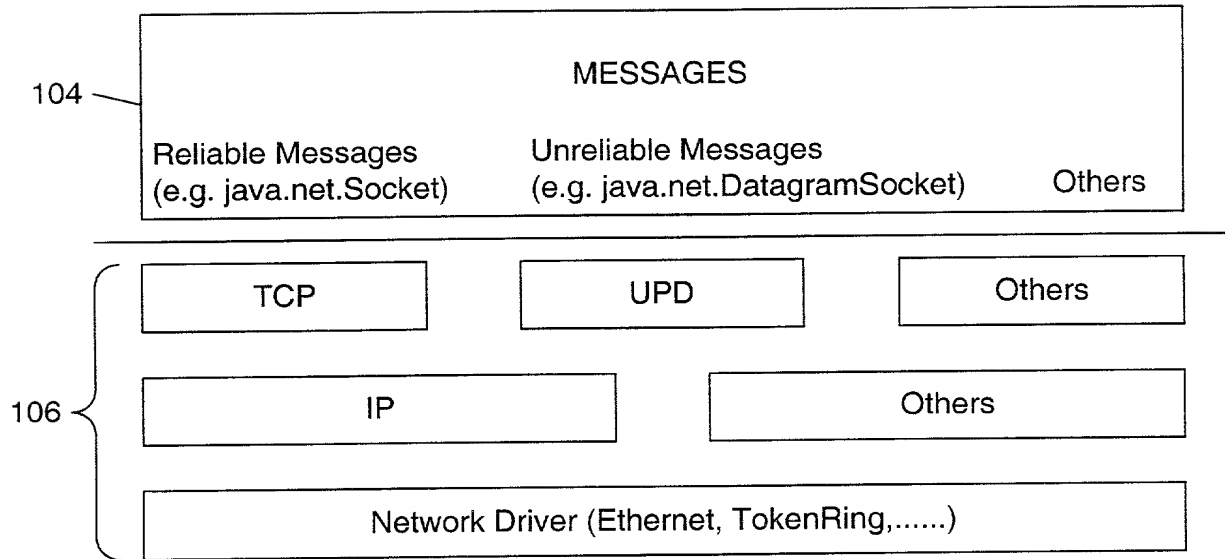 MESSAGES
104
Reliable Messages
(e.g. java.net.Socket)
Unreliable Messages
(e.g. java.net.DatagramSocket)
Others
TCP
UPD
Others
106
IP
Others
Network Driver (Ethernet, TokenRing,......)